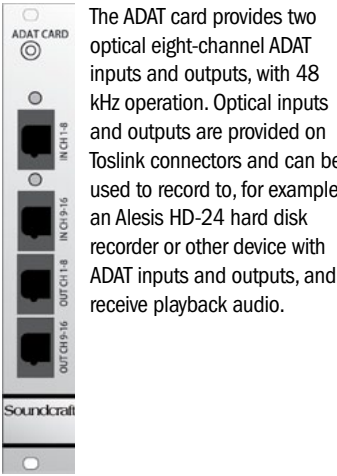 ADAT CARD
IN CH 1-8
IN CH 9-16
OUT CH 1-8
OUT CH 9-16
Soundcraft
The ADAT card provides two
optical eight-channel ADAT
inputs and outputs, with 48
kHz operation. Optical inputs
and outputs are provided on
Toslink connectors and can be
used to record to, for example
an Alesis HD-24 hard disk
recorder or other device with
ADAT inputs and outputs, and
receive playback audio.